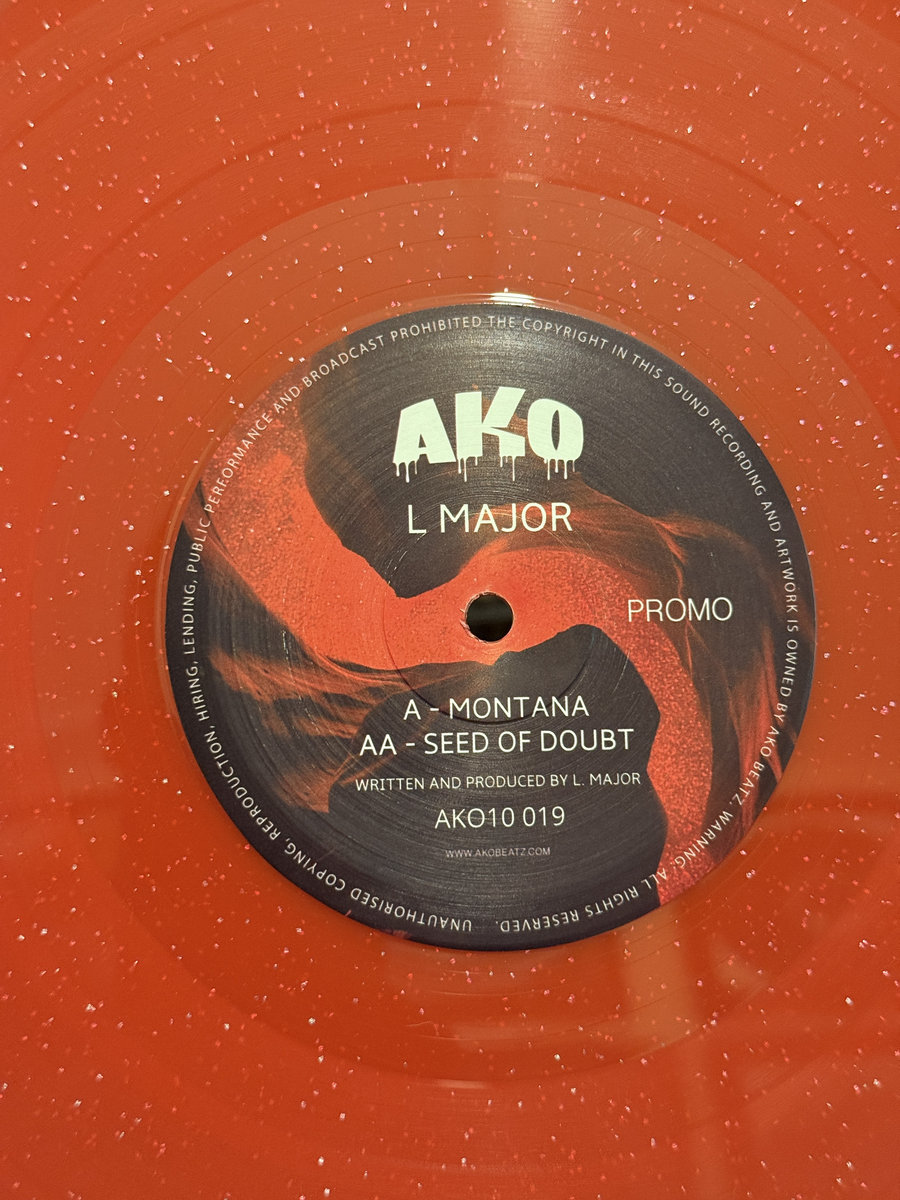 AKO
L MAJOR
PROMO
A - MONTANA
AA - SEED OF DOUBT
WRITTEN AND PRODUCED BY L. MAJOR
AKO10 019
WWW.AKOBEATZ.COM
UNAUTHORISED COPYING, REPRODUCTION, HIRING, LENDING, PUBLIC PERFORMANCE AND BROADCAST PROHIBITED THE COPYRIGHT IN THIS SOUND RECORDING AND ARTWORK IS OWNED BY AKO BEATZ. WARNING. ALL RIGHTS RESERVED.